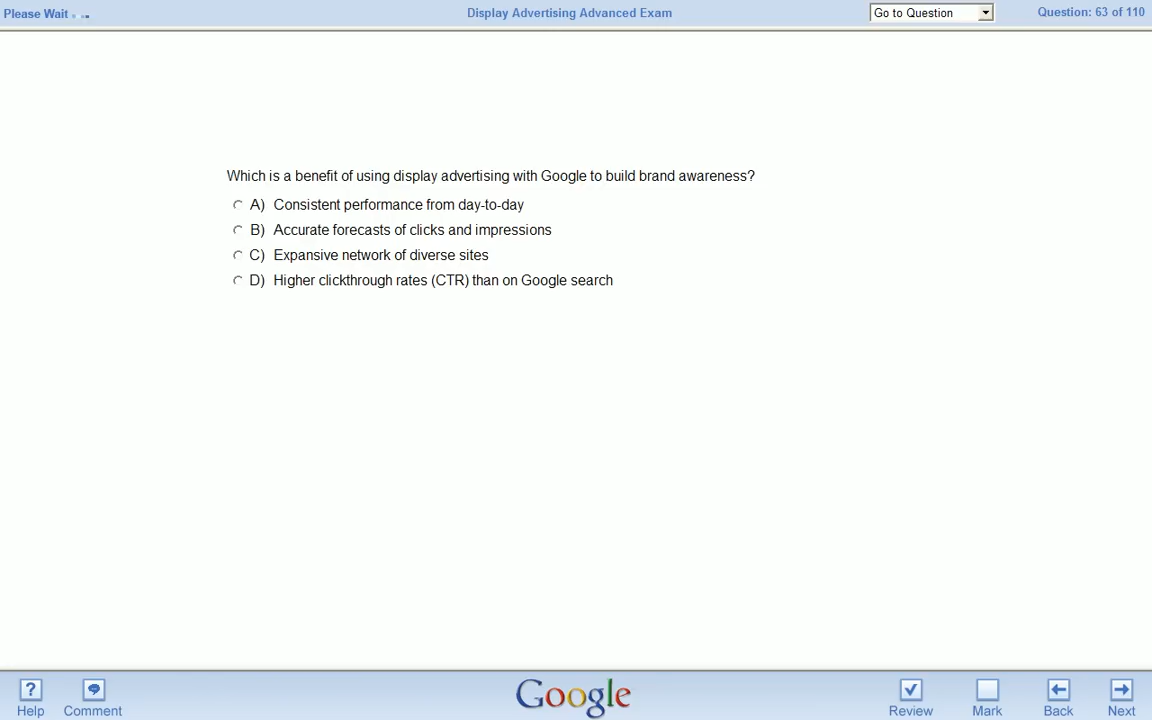 Please Wait
Display Advertising Advanced Exam
Go to Question
Question: 63 of 110
Which is a benefit of using display advertising with Google to build brand awareness?
A) Consistent performance from day-to-day
B) Accurate forecasts of clicks and impressions
C) Expansive network of diverse sites
D) Higher clickthrough rates (CTR) than on Google search
?
Help
Comment
Google
Review
Mark
Back
Next